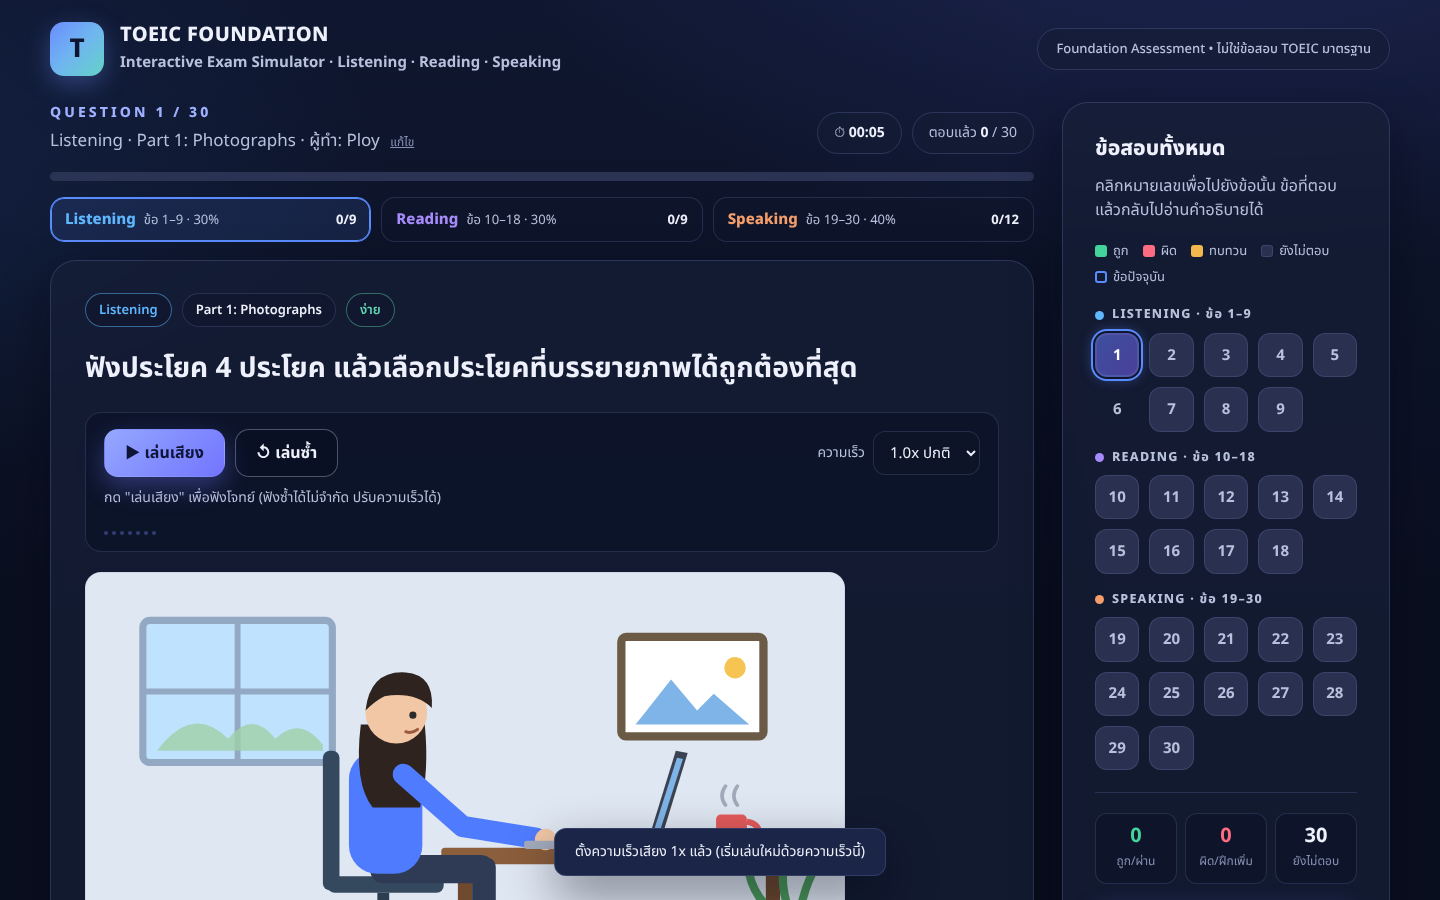 T
TOEIC FOUNDATION
Interactive Exam Simulator · Listening · Reading · Speaking
Foundation Assessment • ไม่ใช่ข้อสอบ TOEIC มาตรฐาน
QUESTION 1 / 30
Listening · Part 1: Photographs · ผู้ทำ: Ploy แก้ไข
⏱ 00:05
ตอบแล้ว 0 / 30
Listening ข้อ 1–9 · 30% 0/9
Reading ข้อ 10–18 · 30% 0/9
Speaking ข้อ 19–30 · 40% 0/12
Listening
Part 1: Photographs
ง่าย
ฟังประโยค 4 ประโยค แล้วเลือกประโยคที่บรรยายภาพได้ถูกต้องที่สุด
▶ เล่นเสียง
↺ เล่นซ้ำ
ความเร็ว
1.0x ปกติ
กด "เล่นเสียง" เพื่อฟังโจทย์ (ฟังซ้ำได้ไม่จำกัด ปรับความเร็วได้)
ตั้งความเร็วเสียง 1x แล้ว (เริ่มเล่นใหม่ด้วยความเร็วนี้)
ข้อสอบทั้งหมด
คลิกหมายเลขเพื่อไปยังข้อนั้น ข้อที่ตอบ
แล้วกลับไปอ่านคำอธิบายได้
ถูก ผิด ทบทวน ยังไม่ตอบ
ข้อปัจจุบัน
LISTENING · ข้อ 1–9
1 2 3 4 5
6 7 8 9
READING · ข้อ 10–18
10 11 12 13 14
15 16 17 18
SPEAKING · ข้อ 19–30
19 20 21 22 23
24 25 26 27 28
29 30
0 0 30
ถูก/ผ่าน ผิด/ฝึกเพิ่ม ยังไม่ตอบ